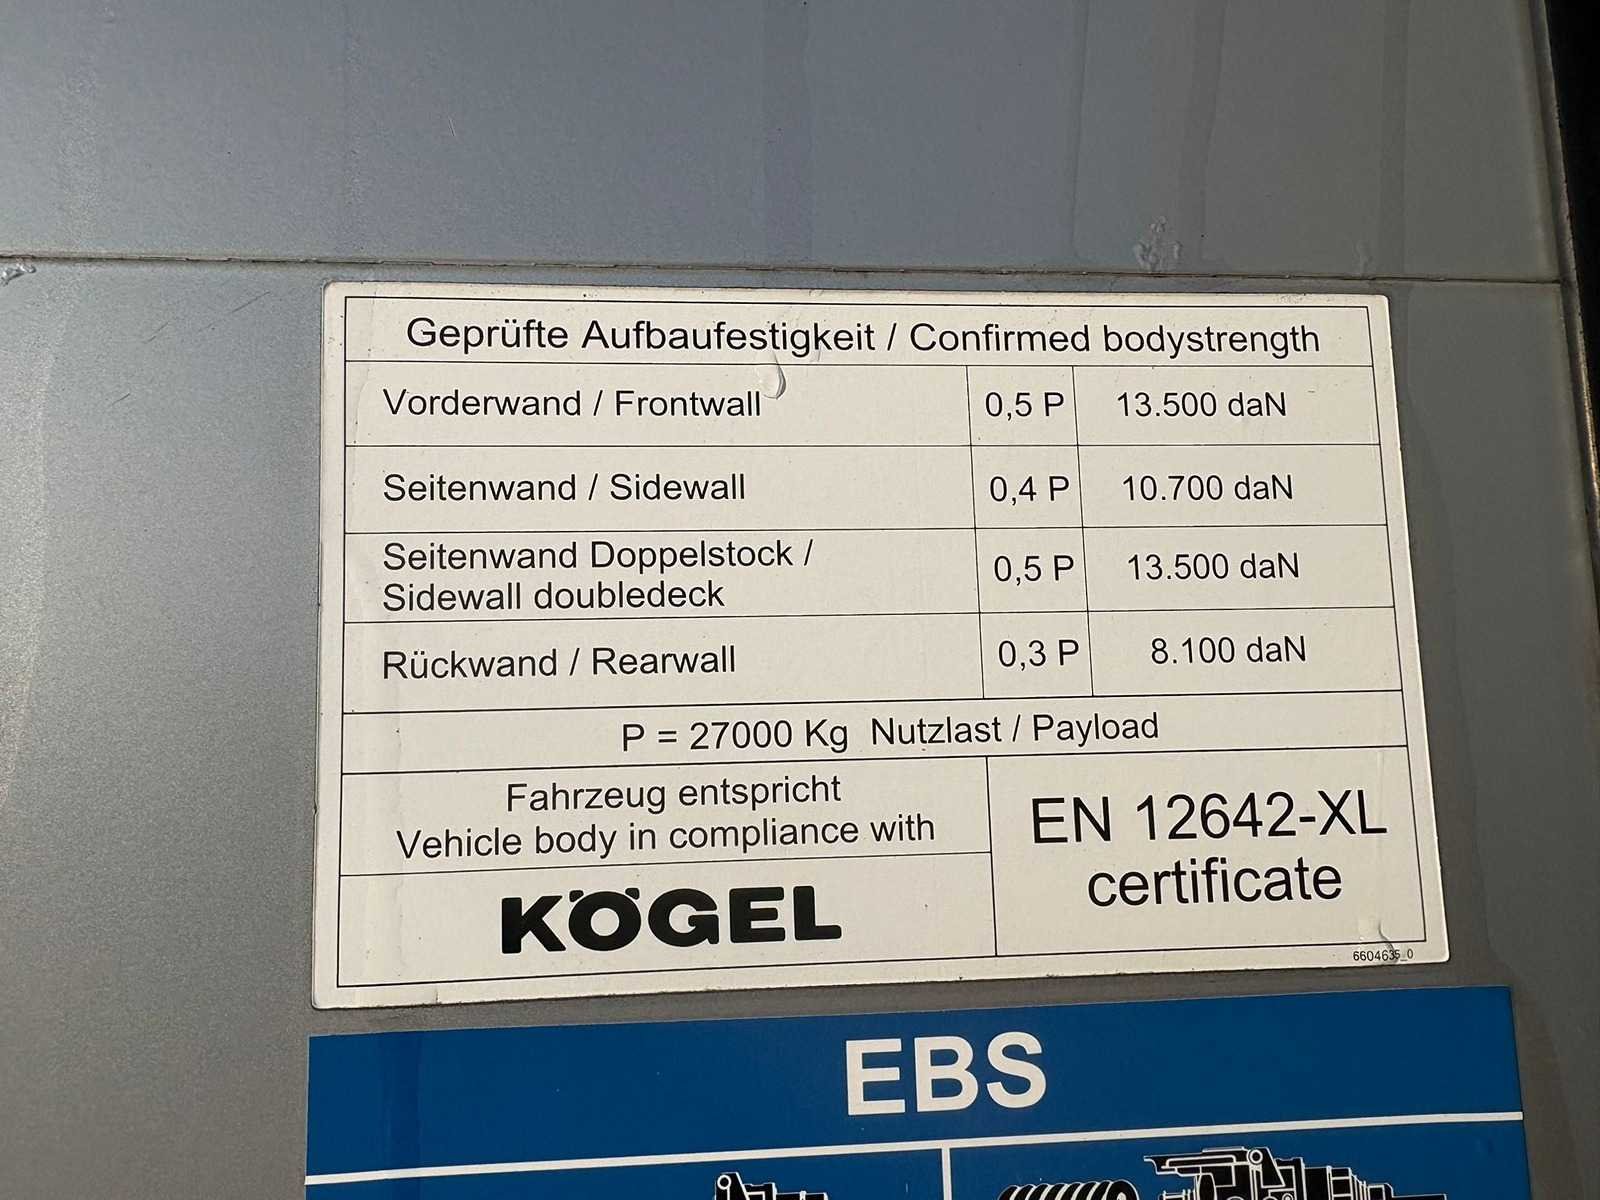 Geprüfte Aufbaufestigkeit / Confirmed bodystrength
Vorderwand / Frontwall 0,5 P 13.500 daN
Seitenwand / Sidewall 0,4 P 10.700 daN
Seitenwand Doppelstock /
Sidewall doubledeck 0,5 P 13.500 daN
Rückwand / Rearwall 0,3 P 8.100 daN
P = 27000 Kg Nutzlast / Payload
Fahrzeug entspricht
Vehicle body in compliance with
EN 12642-XL
certificate
KÖGEL
6604635_0
EBS